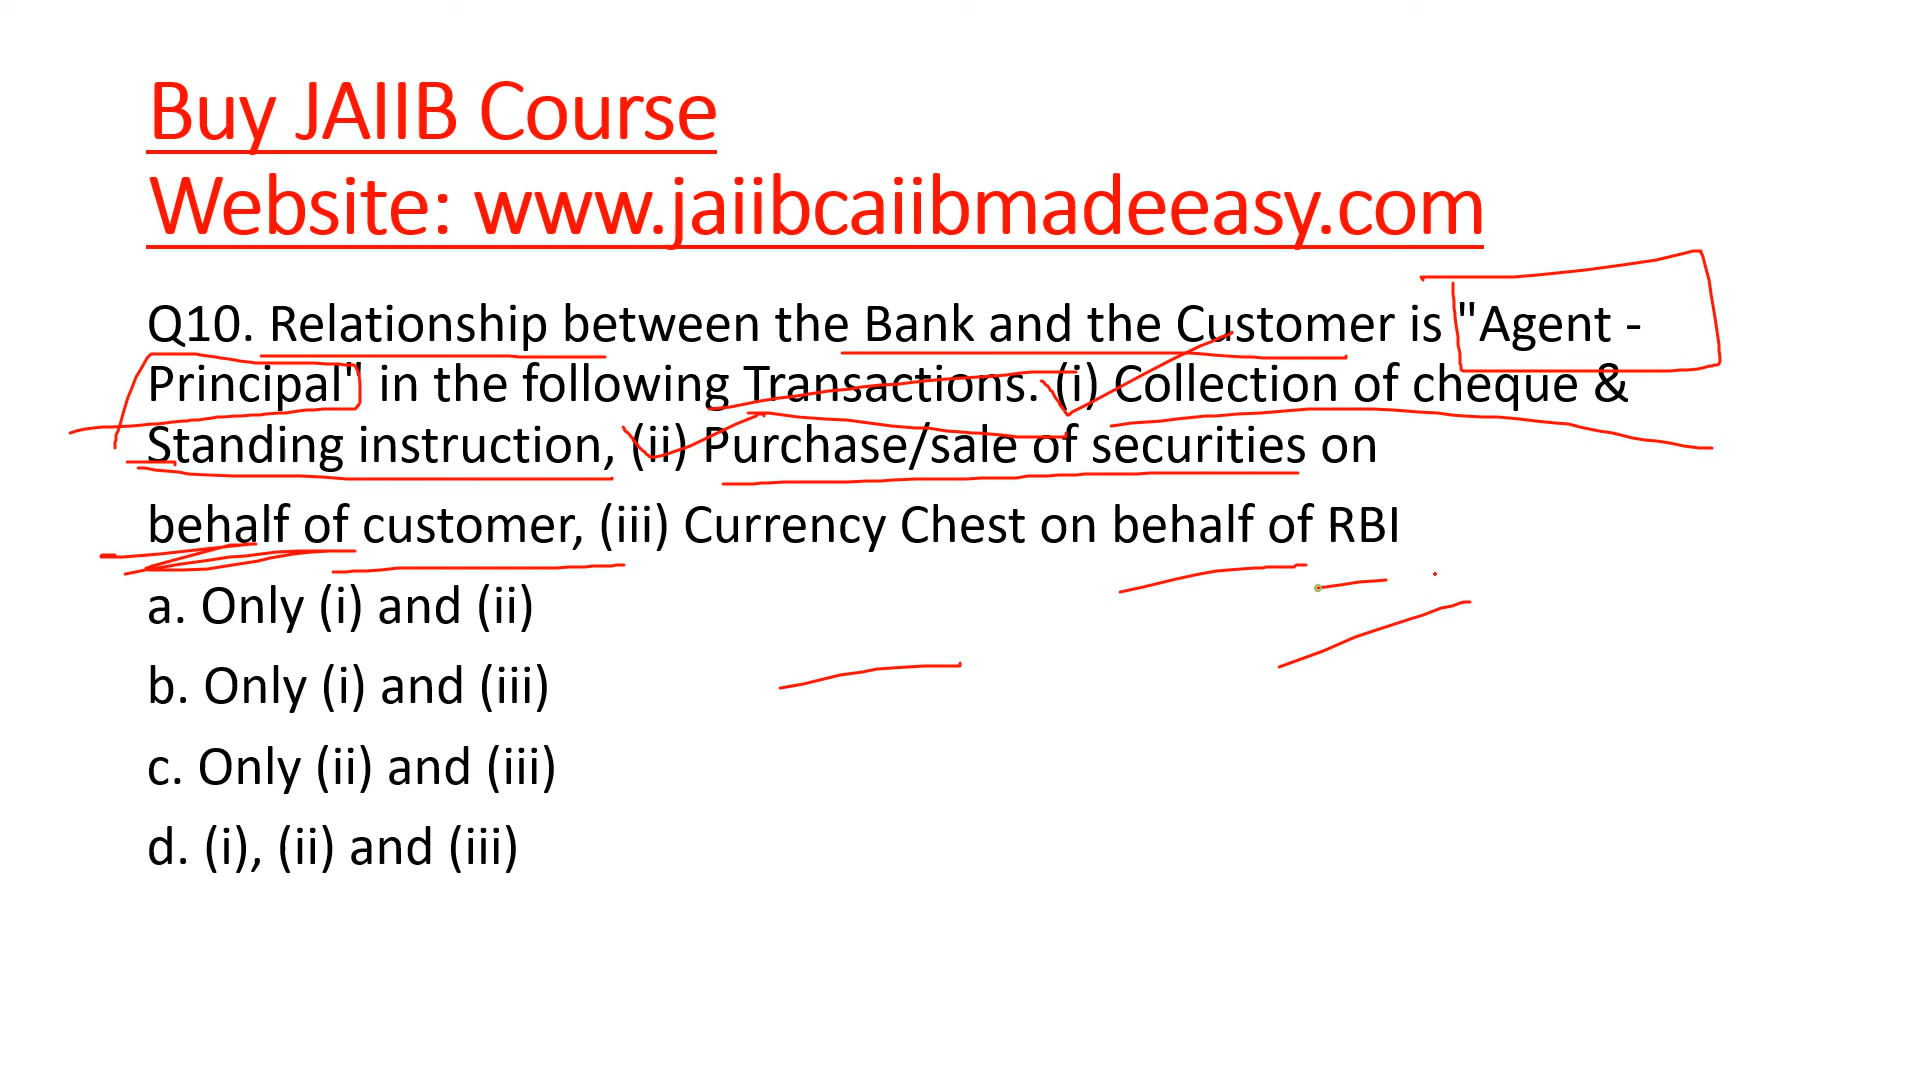 Buy JAIIB Course
Website: www.jaiibcaiibmadeeasy.com
Q10. Relationship between the Bank and the Customer is "Agent -
Principal" in the following Transactions. (i) Collection of cheque &
Standing instruction, (ii) Purchase/sale of securities on
behalf of customer, (iii) Currency Chest on behalf of RBI
a. Only (i) and (ii)
b. Only (i) and (iii)
c. Only (ii) and (iii)
d. (i), (ii) and (iii)